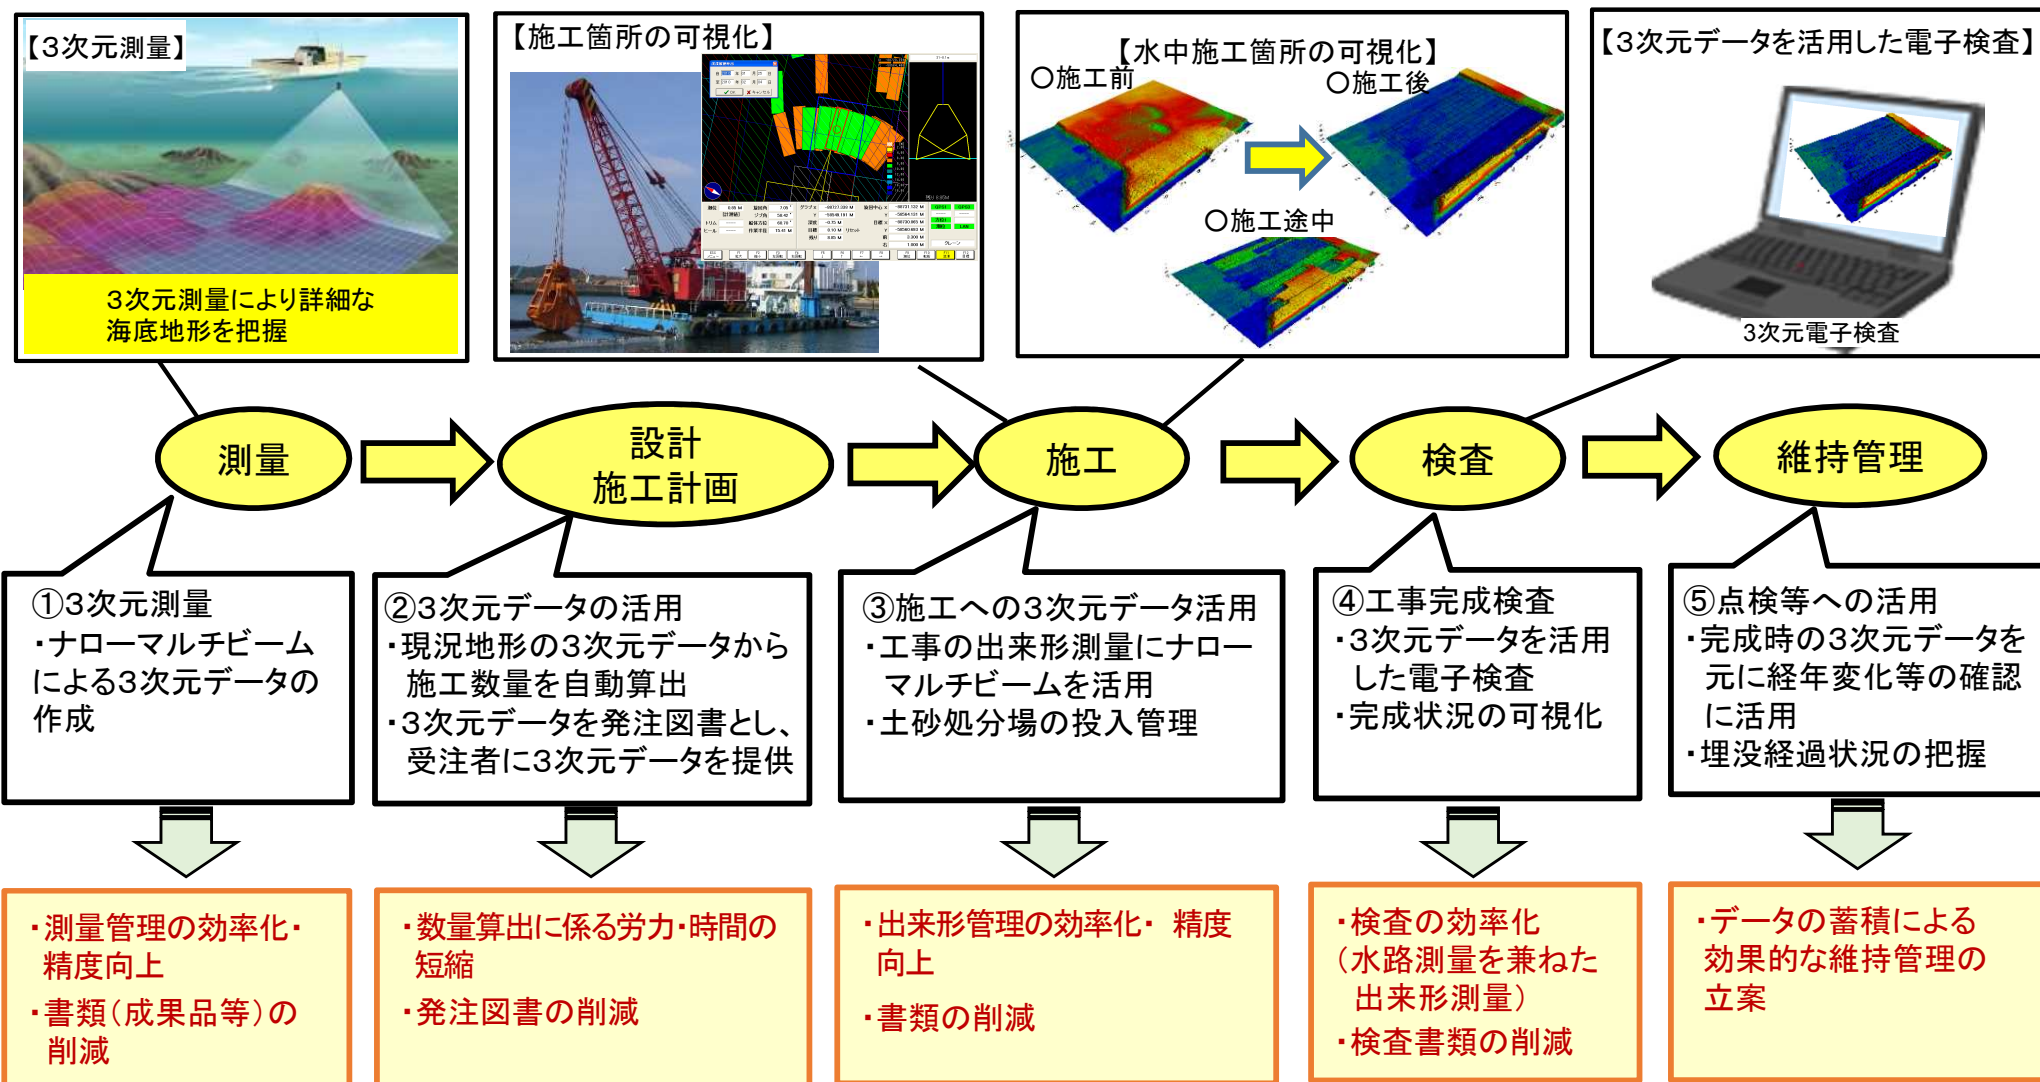 【3次元測量】
3次元測量により詳細な
海底地形を把握
【施工箇所の可視化】
【水中施工箇所の可視化】
○施工前
○施工後
○施工途中
【3次元データを活用した電子検査】
3次元電子検査
測量
設計
施工計画
施工
検査
維持管理
①3次元測量
・ナローマルチビーム
による3次元データの
作成
②3次元データの活用
・現況地形の3次元データから
施工数量を自動算出
・3次元データを発注図書とし、
受注者に3次元データを提供
③施工への3次元データ活用
・工事の出来形測量にナロー
マルチビームを活用
・土砂処分場の投入管理
④工事完成検査
・3次元データを活用
した電子検査
・完成状況の可視化
⑤点検等への活用
・完成時の3次元データを
元に経年変化等の確認
に活用
・埋没経過状況の把握
・測量管理の効率化・
精度向上
・書類(成果品等)の
削減
・数量算出に係る労力・時間の
短縮
・発注図書の削減
・出来形管理の効率化・ 精度
向上
・書類の削減
・検査の効率化
(水路測量を兼ねた
出来形測量)
・検査書類の削減
・データの蓄積による
効果的な維持管理の
立案